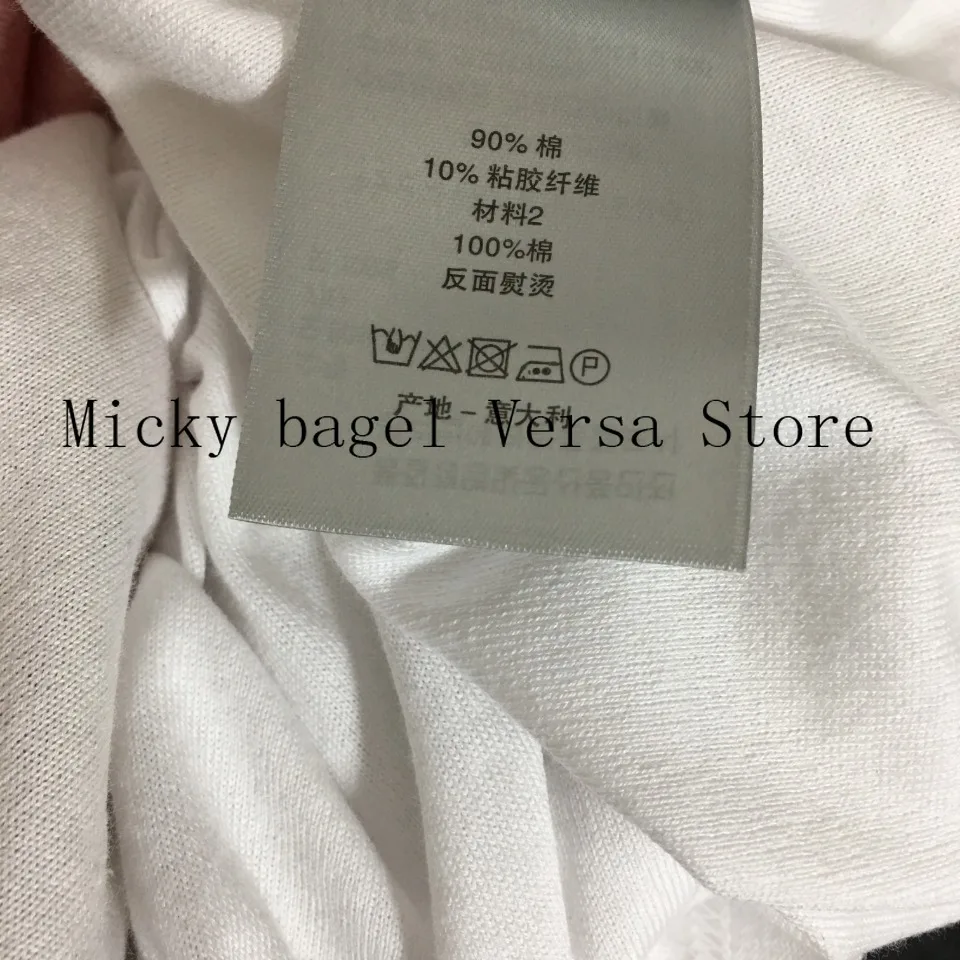 90% 棉
10% 粘胶纤维
材料2
100%棉
反面熨烫
P
产地 – 意大利
Micky bagel Versa Store